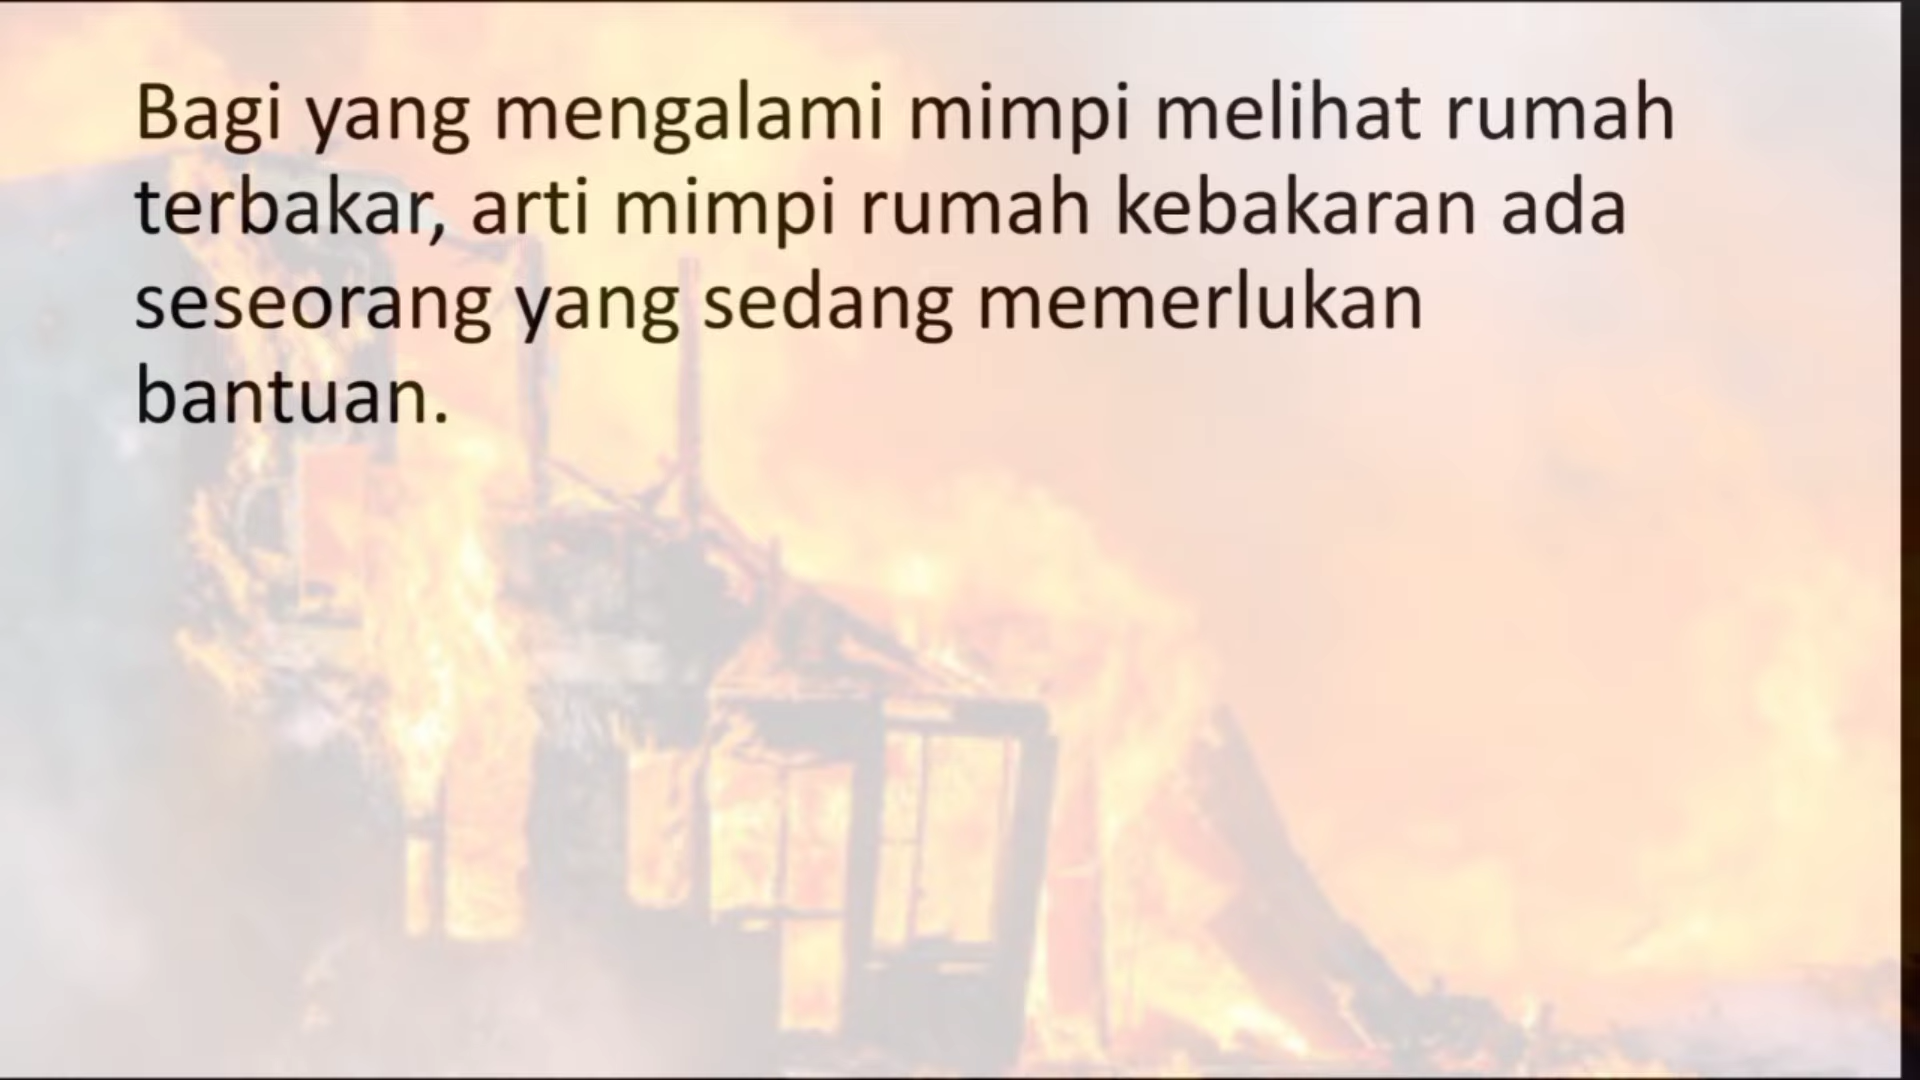 Bagi yang mengalami mimpi melihat rumah
terbakar, arti mimpi rumah kebakaran ada
seseorang yang sedang memerlukan
bantuan.